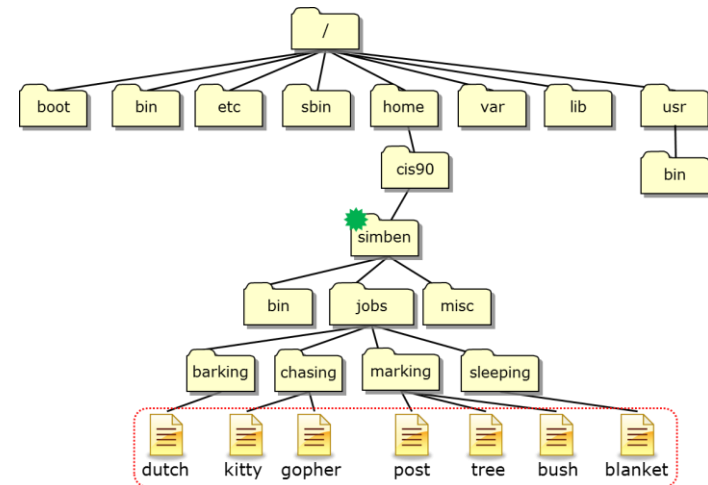 /
boot bin etc sbin home var lib usr
cis90 bin
simben
bin jobs misc
barking chasing marking sleeping
dutch kitty gopher post tree bush blanket